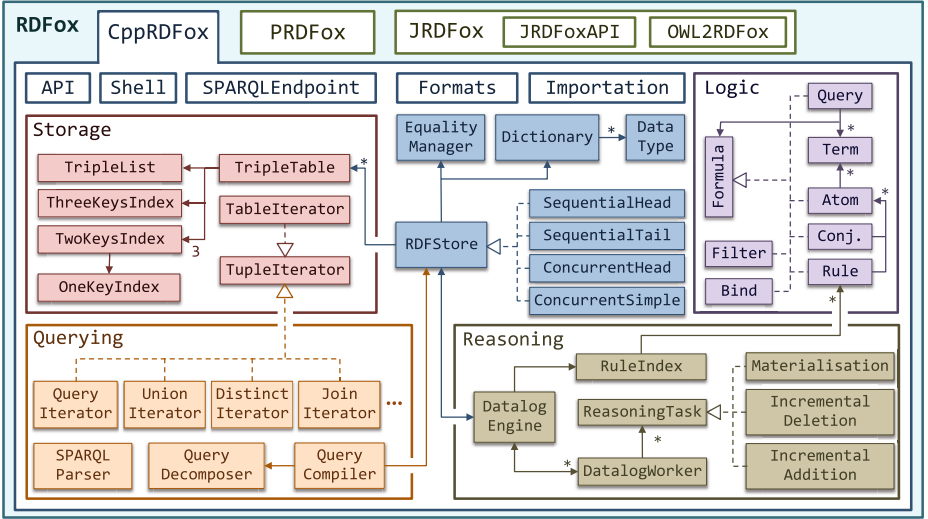 RDFox
CppRDFox
PRDFox
JRDFox
JRDFoxAPI
OWL2RDFox
API
Shell
SPARQLEndpoint
Formats
Importation
Storage
TripleList
TripleTable
*
ThreeKeysIndex
TableIterator
TwoKeysIndex
3
TupleIterator
OneKeyIndex
Equality
Manager
Dictionary
*
Data
Type
RDFStore
SequentialHead
SequentialTail
ConcurrentHead
ConcurrentSimple
Logic
Query
*
Term
Formula
*
Atom
*
Conj.
Filter
Rule
Bind
*
Querying
Query
Iterator
Union
Iterator
Distinct
Iterator
Join
Iterator
...
SPARQL
Parser
Query
Decomposer
Query
Compiler
Reasoning
RuleIndex
Materialisation
Datalog
Engine
ReasoningTask
Incremental
Deletion
*
*
DatalogWorker
Incremental
Addition